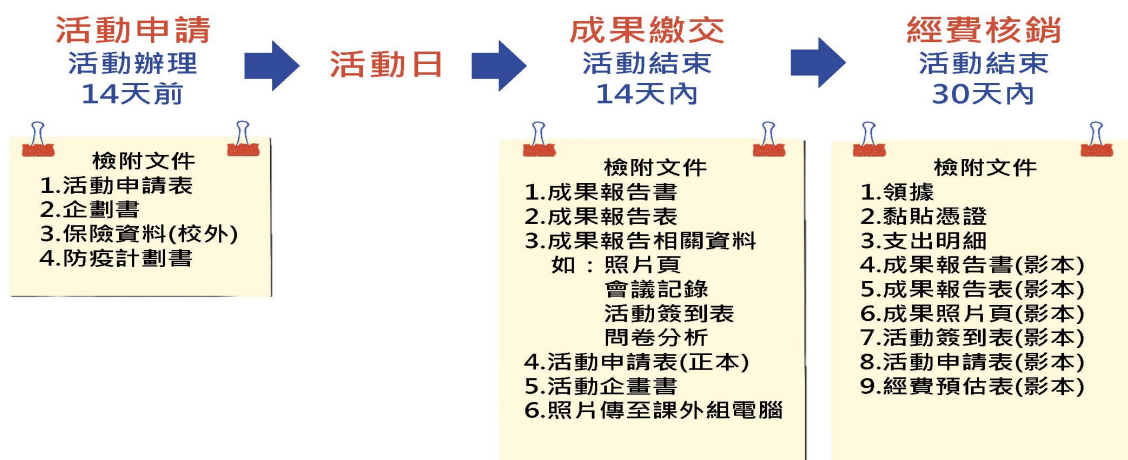 活動申請
活動辦理
14天前
活動日
成果繳交
活動結束
14天內
經費核銷
活動結束
30天內
檢附文件
1.活動申請表
2.企劃書
3.保險資料(校外)
4.防疫計劃書
檢附文件
1.成果報告書
2.成果報告表
3.成果報告相關資料
如：照片頁
會議記錄
活動簽到表
問卷分析
4.活動申請表(正本)
5.活動企畫書
6.照片傳至課外組電腦
檢附文件
1.領據
2.黏貼憑證
3.支出明細
4.成果報告書(影本)
5.成果報告表(影本)
6.成果照片頁(影本)
7.活動簽到表(影本)
8.活動申請表(影本)
9.經費預估表(影本)